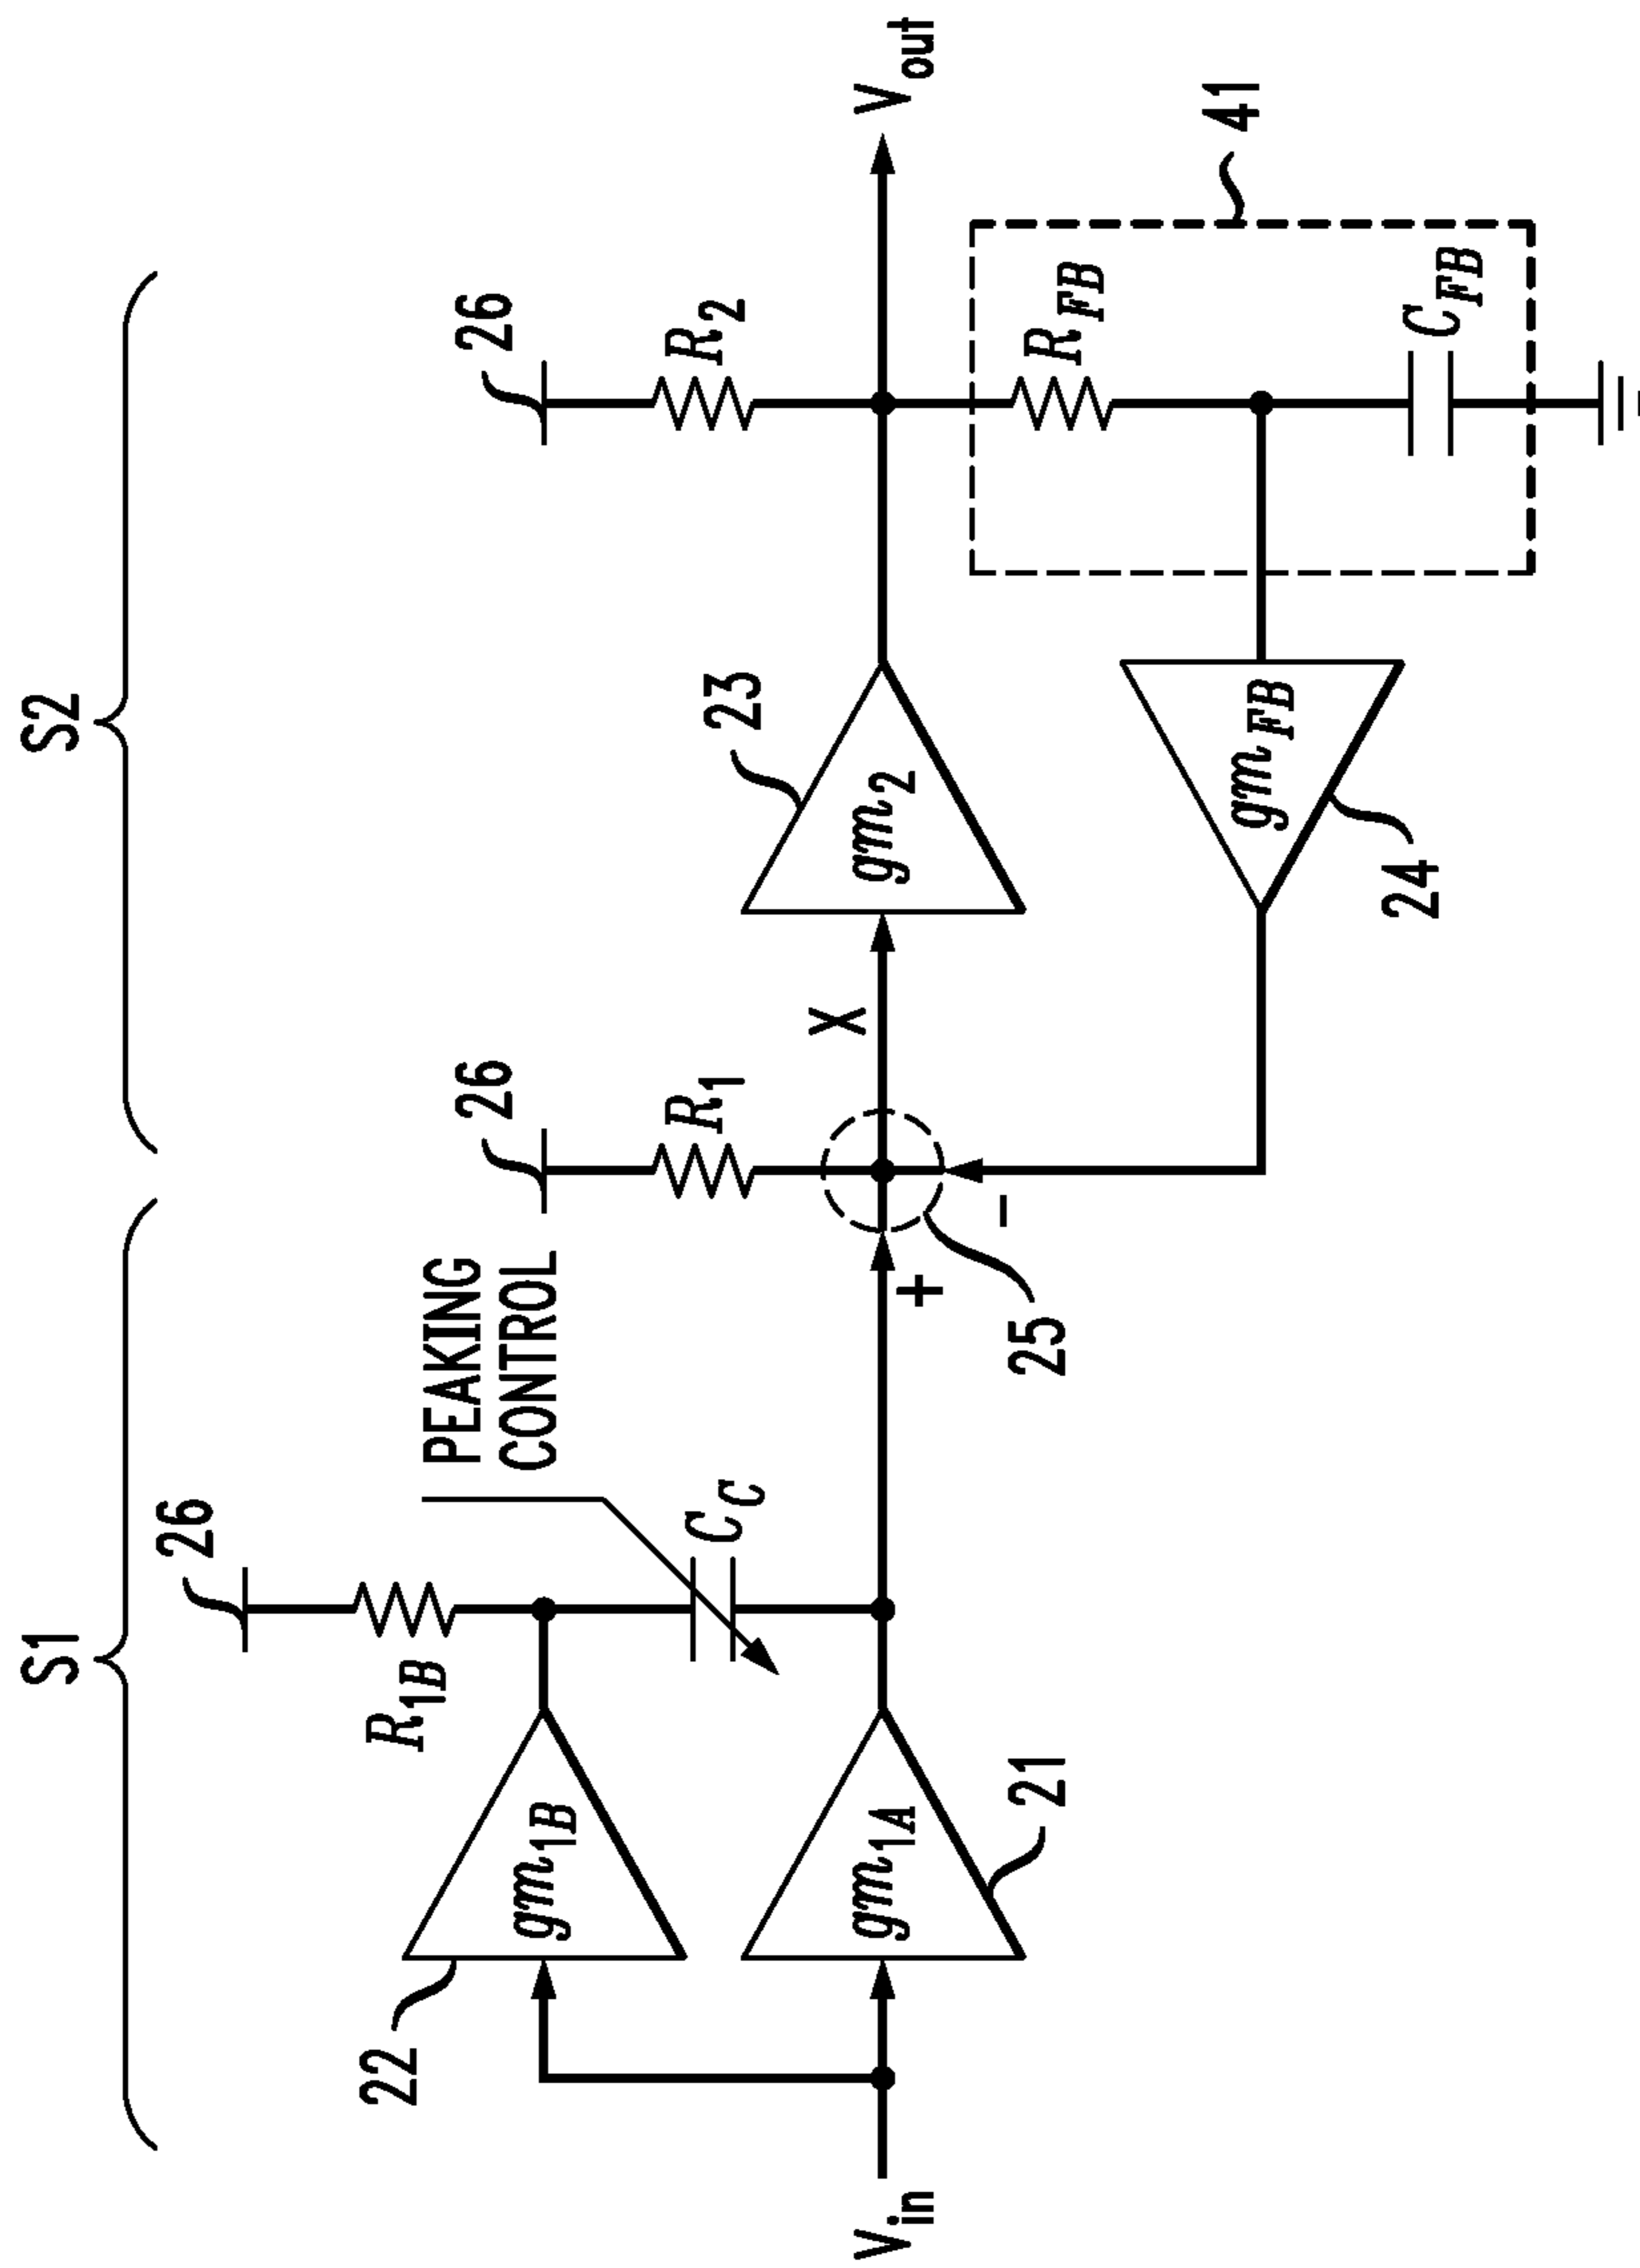 S1
S2
26
R1B
PEAKING
CONTROL
26
R1
26
R2
22
gm1B
CC
X
23
Vin
gm1A
21
+
25
-
gm2
Vout
RFB
41
gmFB
24
CFB